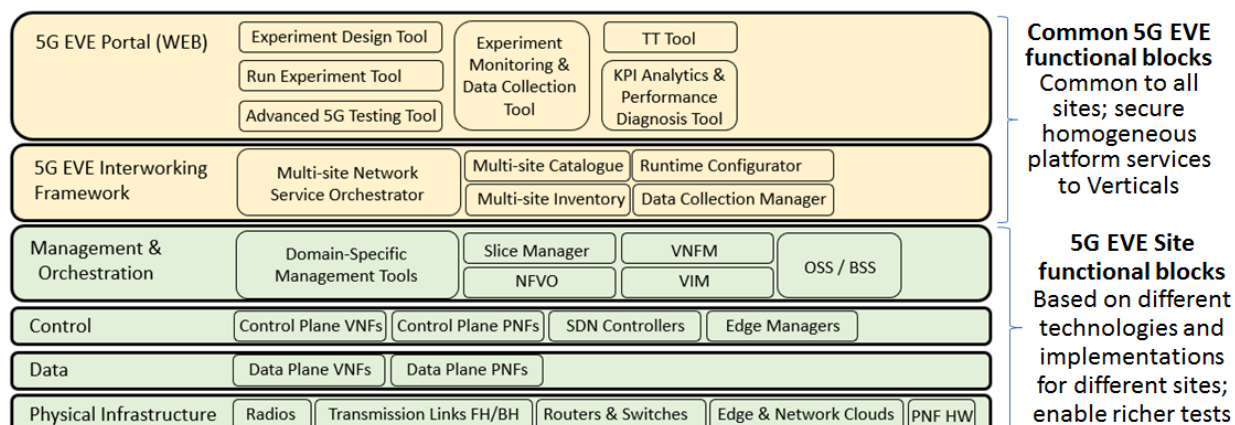 5G EVE Portal (WEB)
Experiment Design Tool
Run Experiment Tool
Advanced 5G Testing Tool
Experiment
Monitoring &
Data Collection
Tool
TT Tool
KPI Analytics &
Performance
Diagnosis Tool
Common 5G EVE
functional blocks
Common to all
sites; secure
homogeneous
platform services
to Verticals
5G EVE Interworking
Framework
Multi-site Network
Service Orchestrator
Multi-site Catalogue
Runtime Configurator
Multi-site Inventory
Data Collection Manager
Management &
Orchestration
Domain-Specific
Management Tools
Slice Manager
VNFM
NFVO
VIM
OSS / BSS
5G EVE Site
functional blocks
Based on different
technologies and
implementations
for different sites;
enable richer tests
Control
Control Plane VNFs
Control Plane PNFs
SDN Controllers
Edge Managers
Data
Data Plane VNFs
Data Plane PNFs
Physical Infrastructure
Radios
Transmission Links FH/BH
Routers & Switches
Edge & Network Clouds
PNF HW